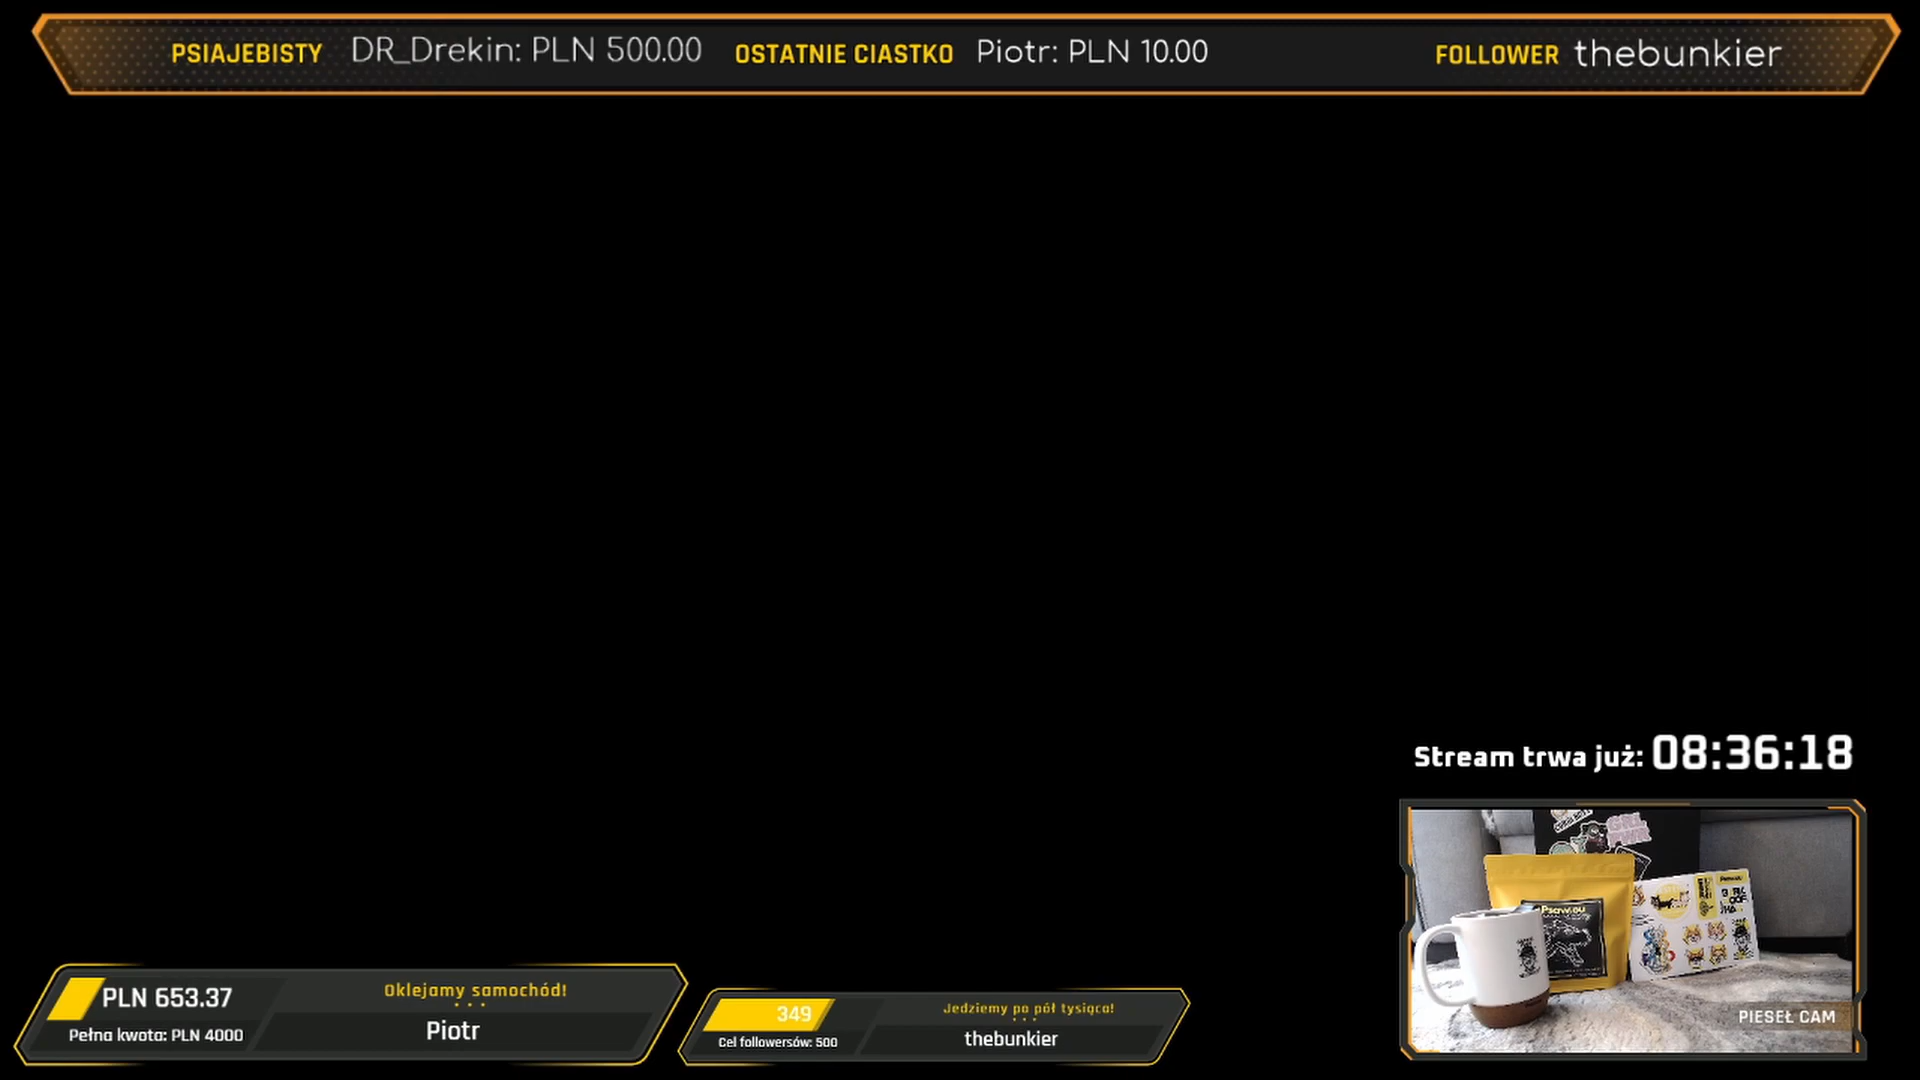 PSIAJEBISTY DR_Drekin: PLN 500.00 OSTATNIE CIASTKO Piotr: PLN 10.00 FOLLOWER thebunkier
Stream trwa już: 08:36:18
PIESEŁ CAM
PLN 653.37
Pełna kwota: PLN 4000
Oklejamy samochód!
Piotr
349
Cel followersów: 500
Jedziemy po pół tysiąca!
thebunkier